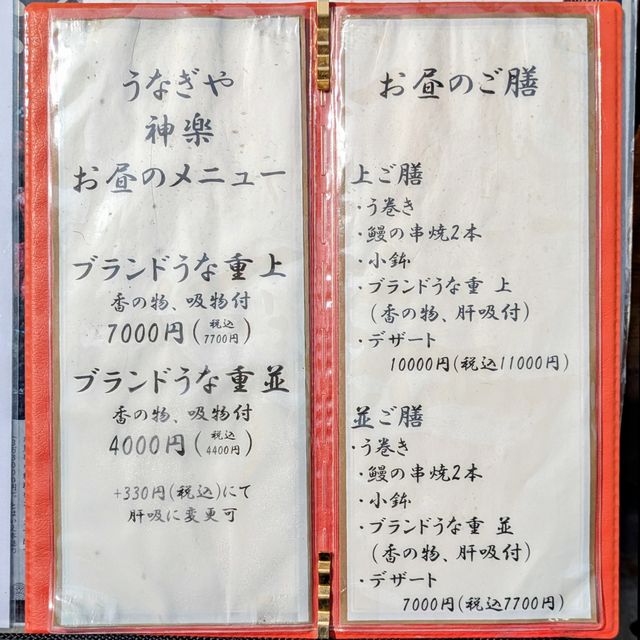 うなぎや
神楽
お昼のメニュー
ブランドうな重 上
香の物、吸物付
7000円(税込7700円)
ブランドうな重 並
香の物、吸物付
4000円(税込4400円)
+330円(税込)にて
肝吸に変更可
お昼のご膳
上ご膳
・う巻き
・鰻の串焼2本
・小鉢
・ブランドうな重 上
(香の物、肝吸付)
・デザート
10000円(税込11000円)
並ご膳
・う巻き
・鰻の串焼2本
・小鉢
・ブランドうな重 並
(香の物、肝吸付)
・デザート
7000円(税込7700円)